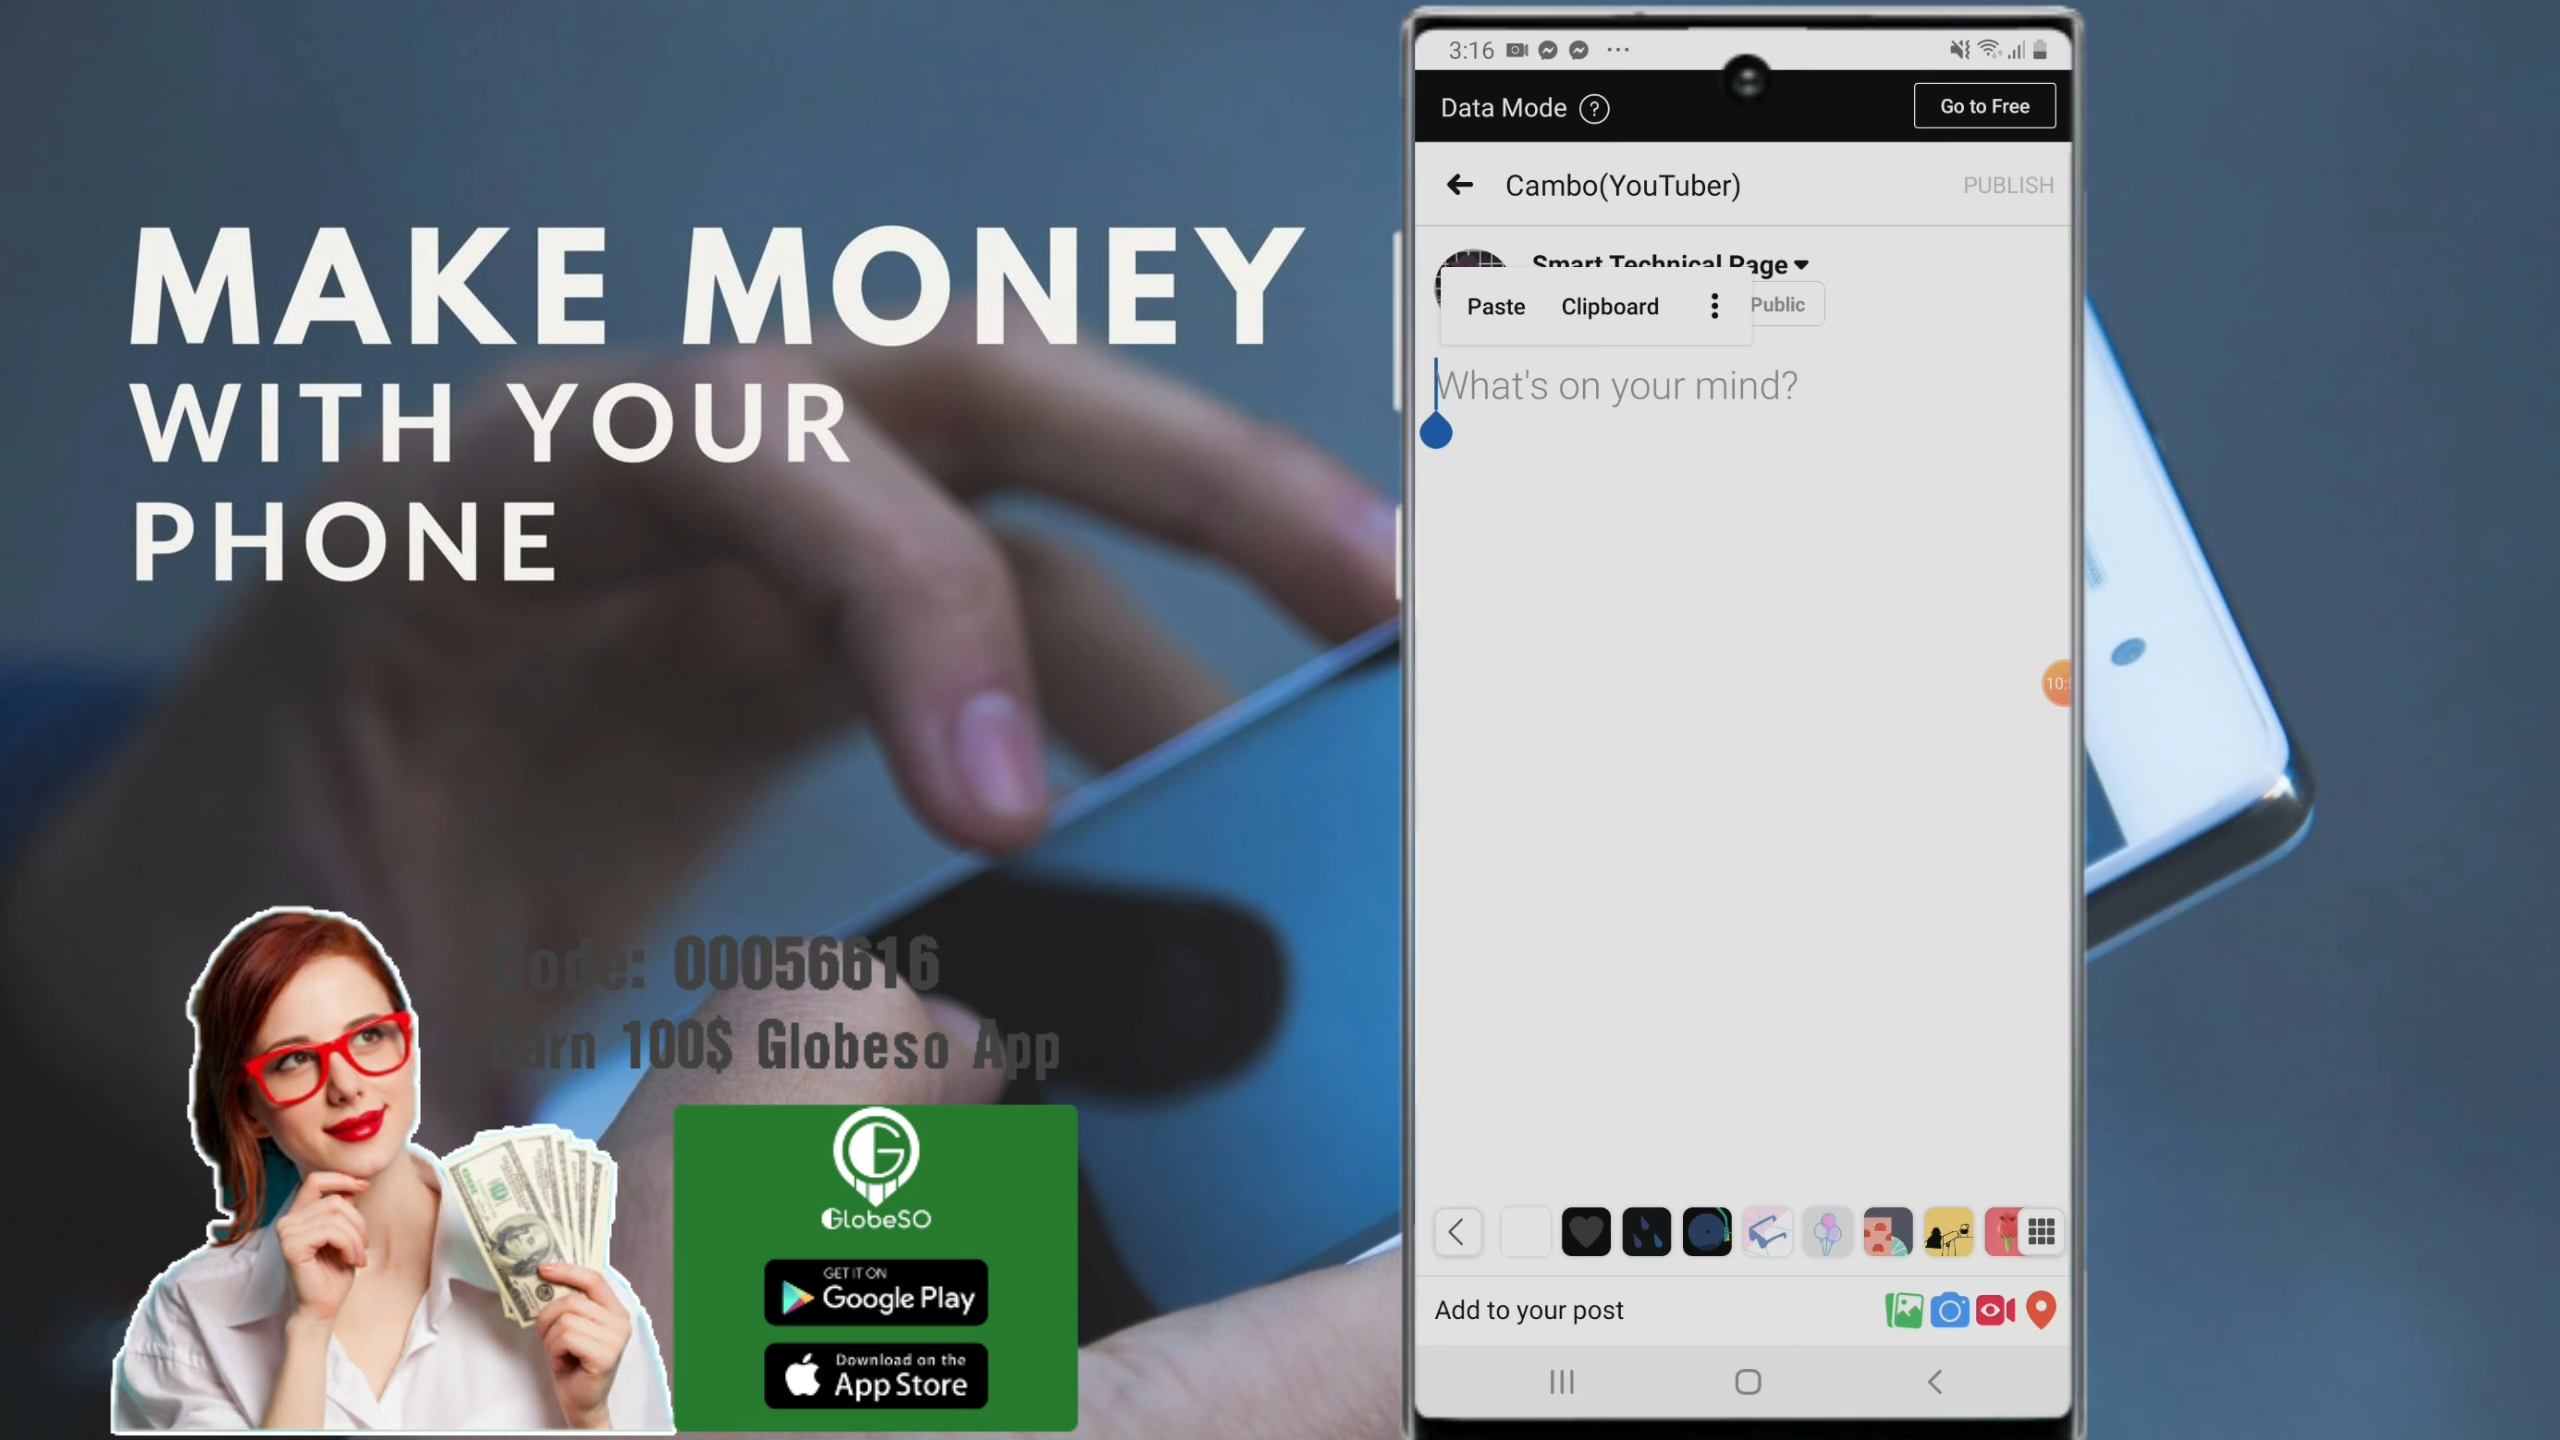 MAKE MONEY
WITH YOUR
PHONE
Code: 00056616
Earn 100$ Globeso App
GlobeSO
GET IT ON
Google Play
Download on the
App Store
3:16
Data Mode ?
Go to Free
Cambo(YouTuber)
PUBLISH
Smart Technical Page
Paste Clipboard
Public
What's on your mind?
Add to your post